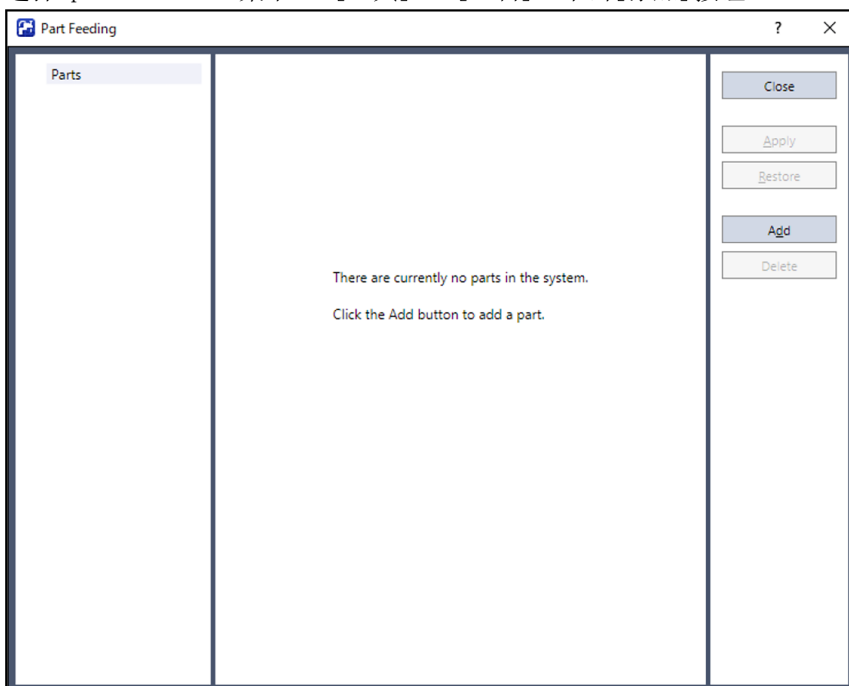 Part Feeding
?
Parts
Close
Apply
Restore
Add
Delete
There are currently no parts in the system.
Click the Add button to add a part.